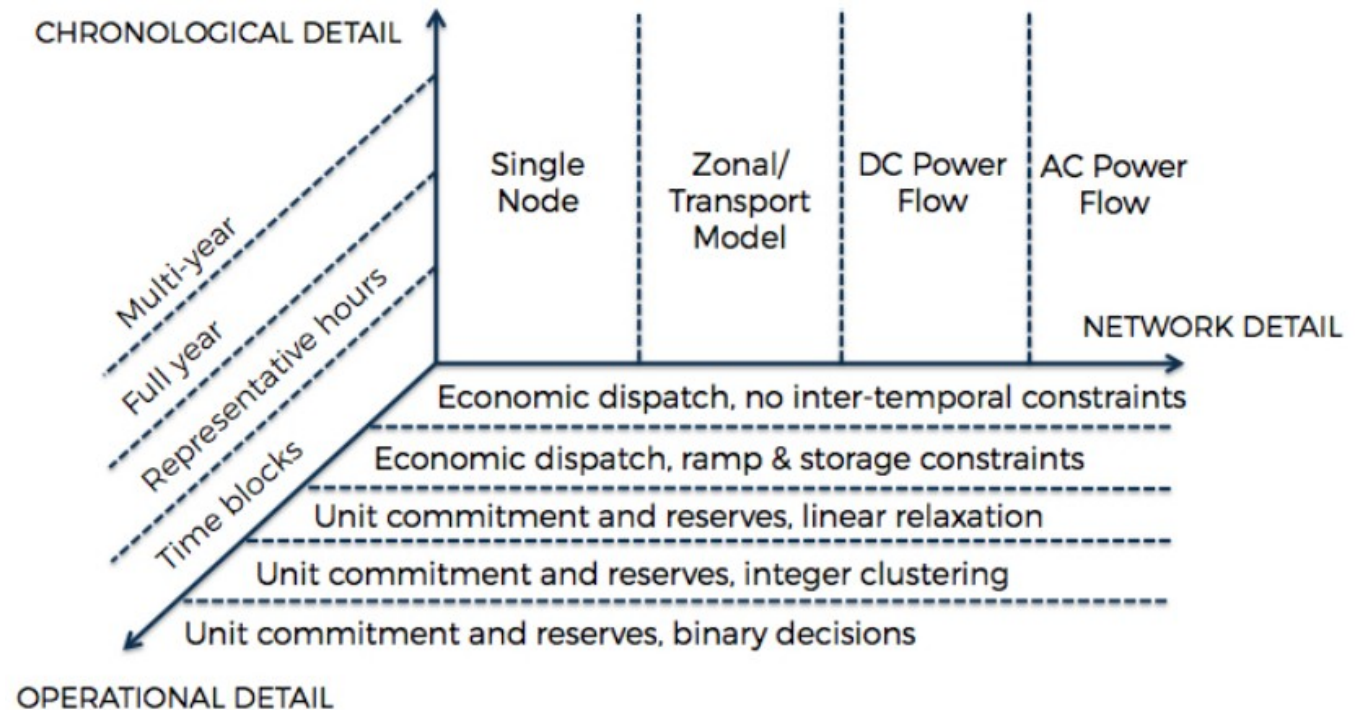 CHRONOLOGICAL DETAIL
Single
Node
Zonal/
Transport
Model
DC Power
Flow
AC Power
Flow
Multi-year
Full year
Representative hours
Time blocks
NETWORK DETAIL
Economic dispatch, no inter-temporal constraints
Economic dispatch, ramp & storage constraints
Unit commitment and reserves, linear relaxation
Unit commitment and reserves, integer clustering
Unit commitment and reserves, binary decisions
OPERATIONAL DETAIL